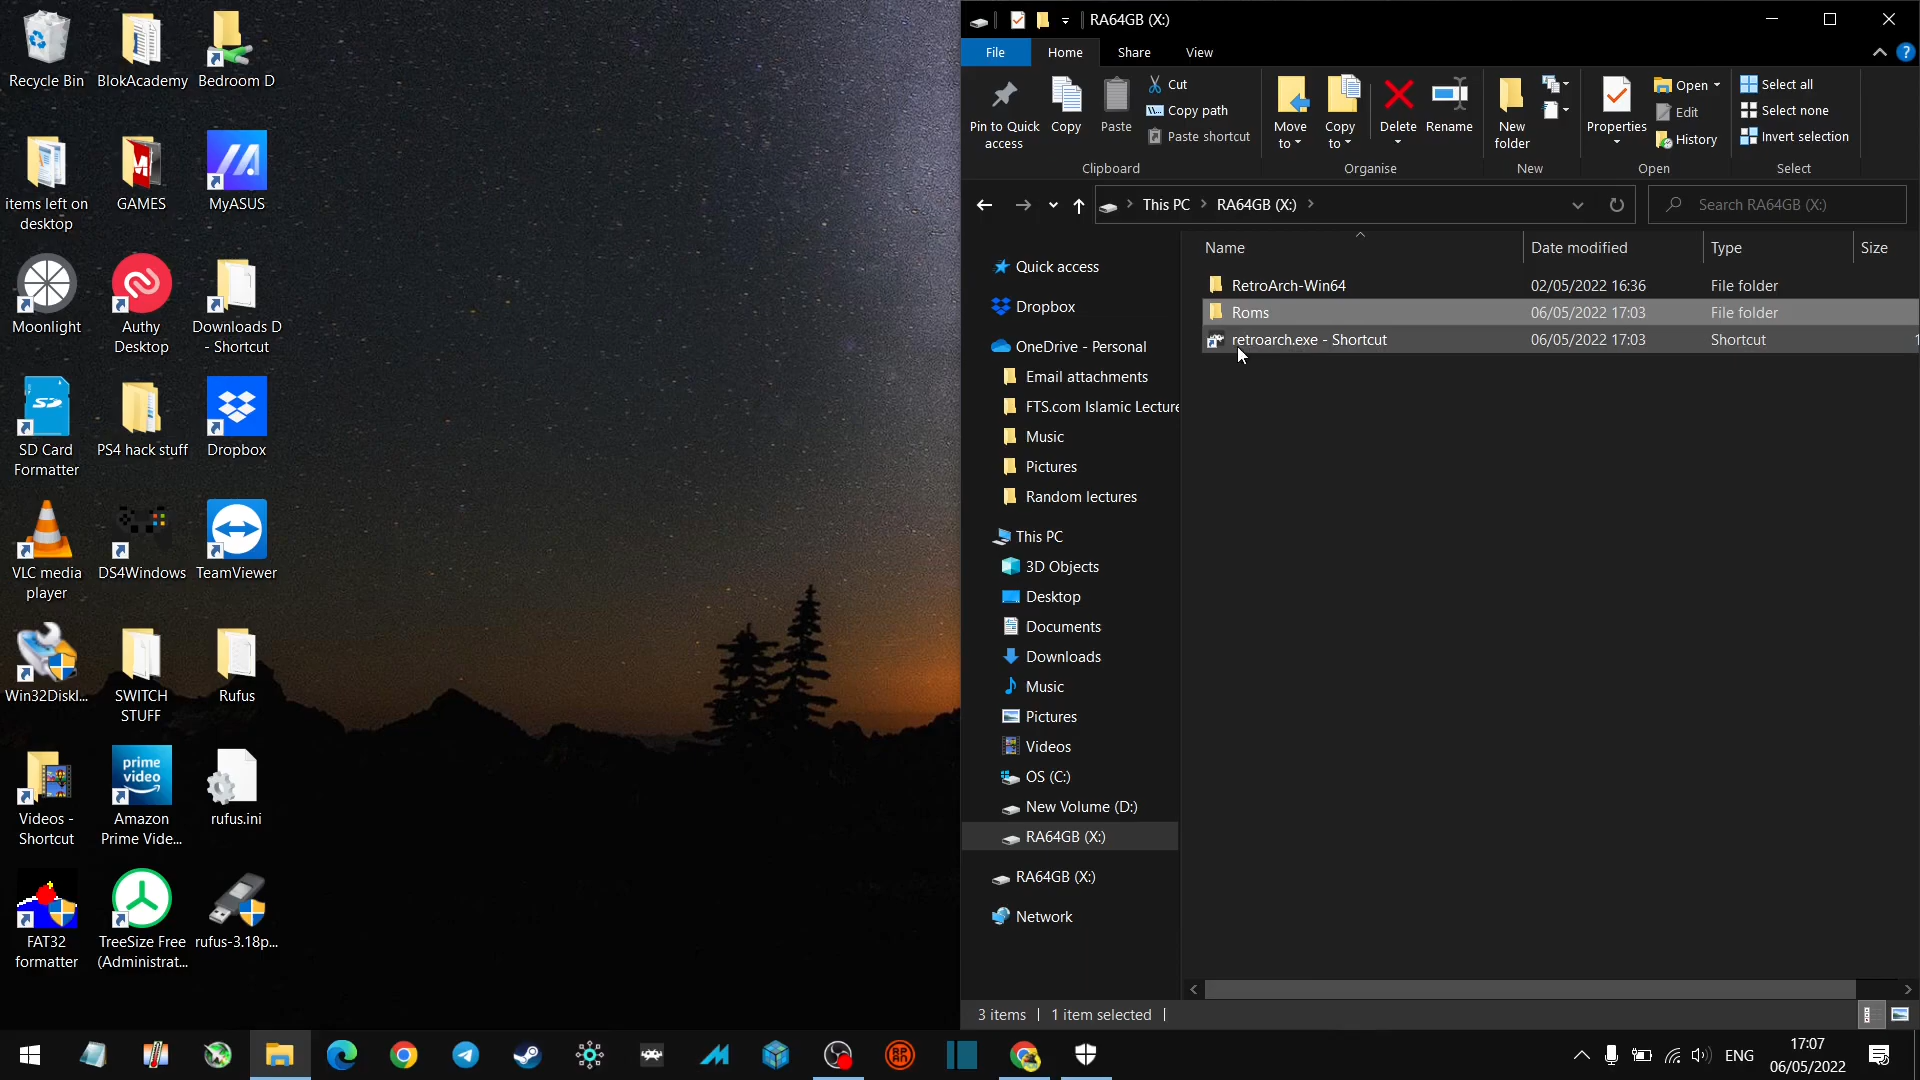 Recycle Bin
BlokAcademy
Bedroom D
items left on
desktop
GAMES
MyASUS
Moonlight
Authy
Desktop
Downloads D
- Shortcut
SD Card
Formatter
PS4 hack stuff
Dropbox
VLC media
player
DS4Windows
TeamViewer
Win32DiskI...
SWITCH
STUFF
Rufus
Videos -
Shortcut
prime
video
Amazon
Prime Vide...
rufus.ini
FAT32
formatter
TreeSize Free
(Administrat...
rufus-3.18p...
RA64GB (X:)
File
Home
Share
View
Pin to Quick
access
Copy
Paste
Cut
Copy path
Paste shortcut
Clipboard
Move
to
Copy
to
Delete
Rename
Organise
New
folder
New
Properties
Open
Edit
History
Open
Select all
Select none
Invert selection
Select
This PC
RA64GB (X:)
Search RA64GB (X:)
Name
Date modified
Type
Size
RetroArch-Win64
02/05/2022 16:36
File folder
Roms
06/05/2022 17:03
File folder
retroarch.exe - Shortcut
06/05/2022 17:03
Shortcut
1
Quick access
Dropbox
OneDrive - Personal
Email attachments
FTS.com Islamic Lecture
Music
Pictures
Random lectures
This PC
3D Objects
Desktop
Documents
Downloads
Music
Pictures
Videos
OS (C:)
New Volume (D:)
RA64GB (X:)
RA64GB (X:)
Network
3 items
1 item selected
ENG
17:07
06/05/2022